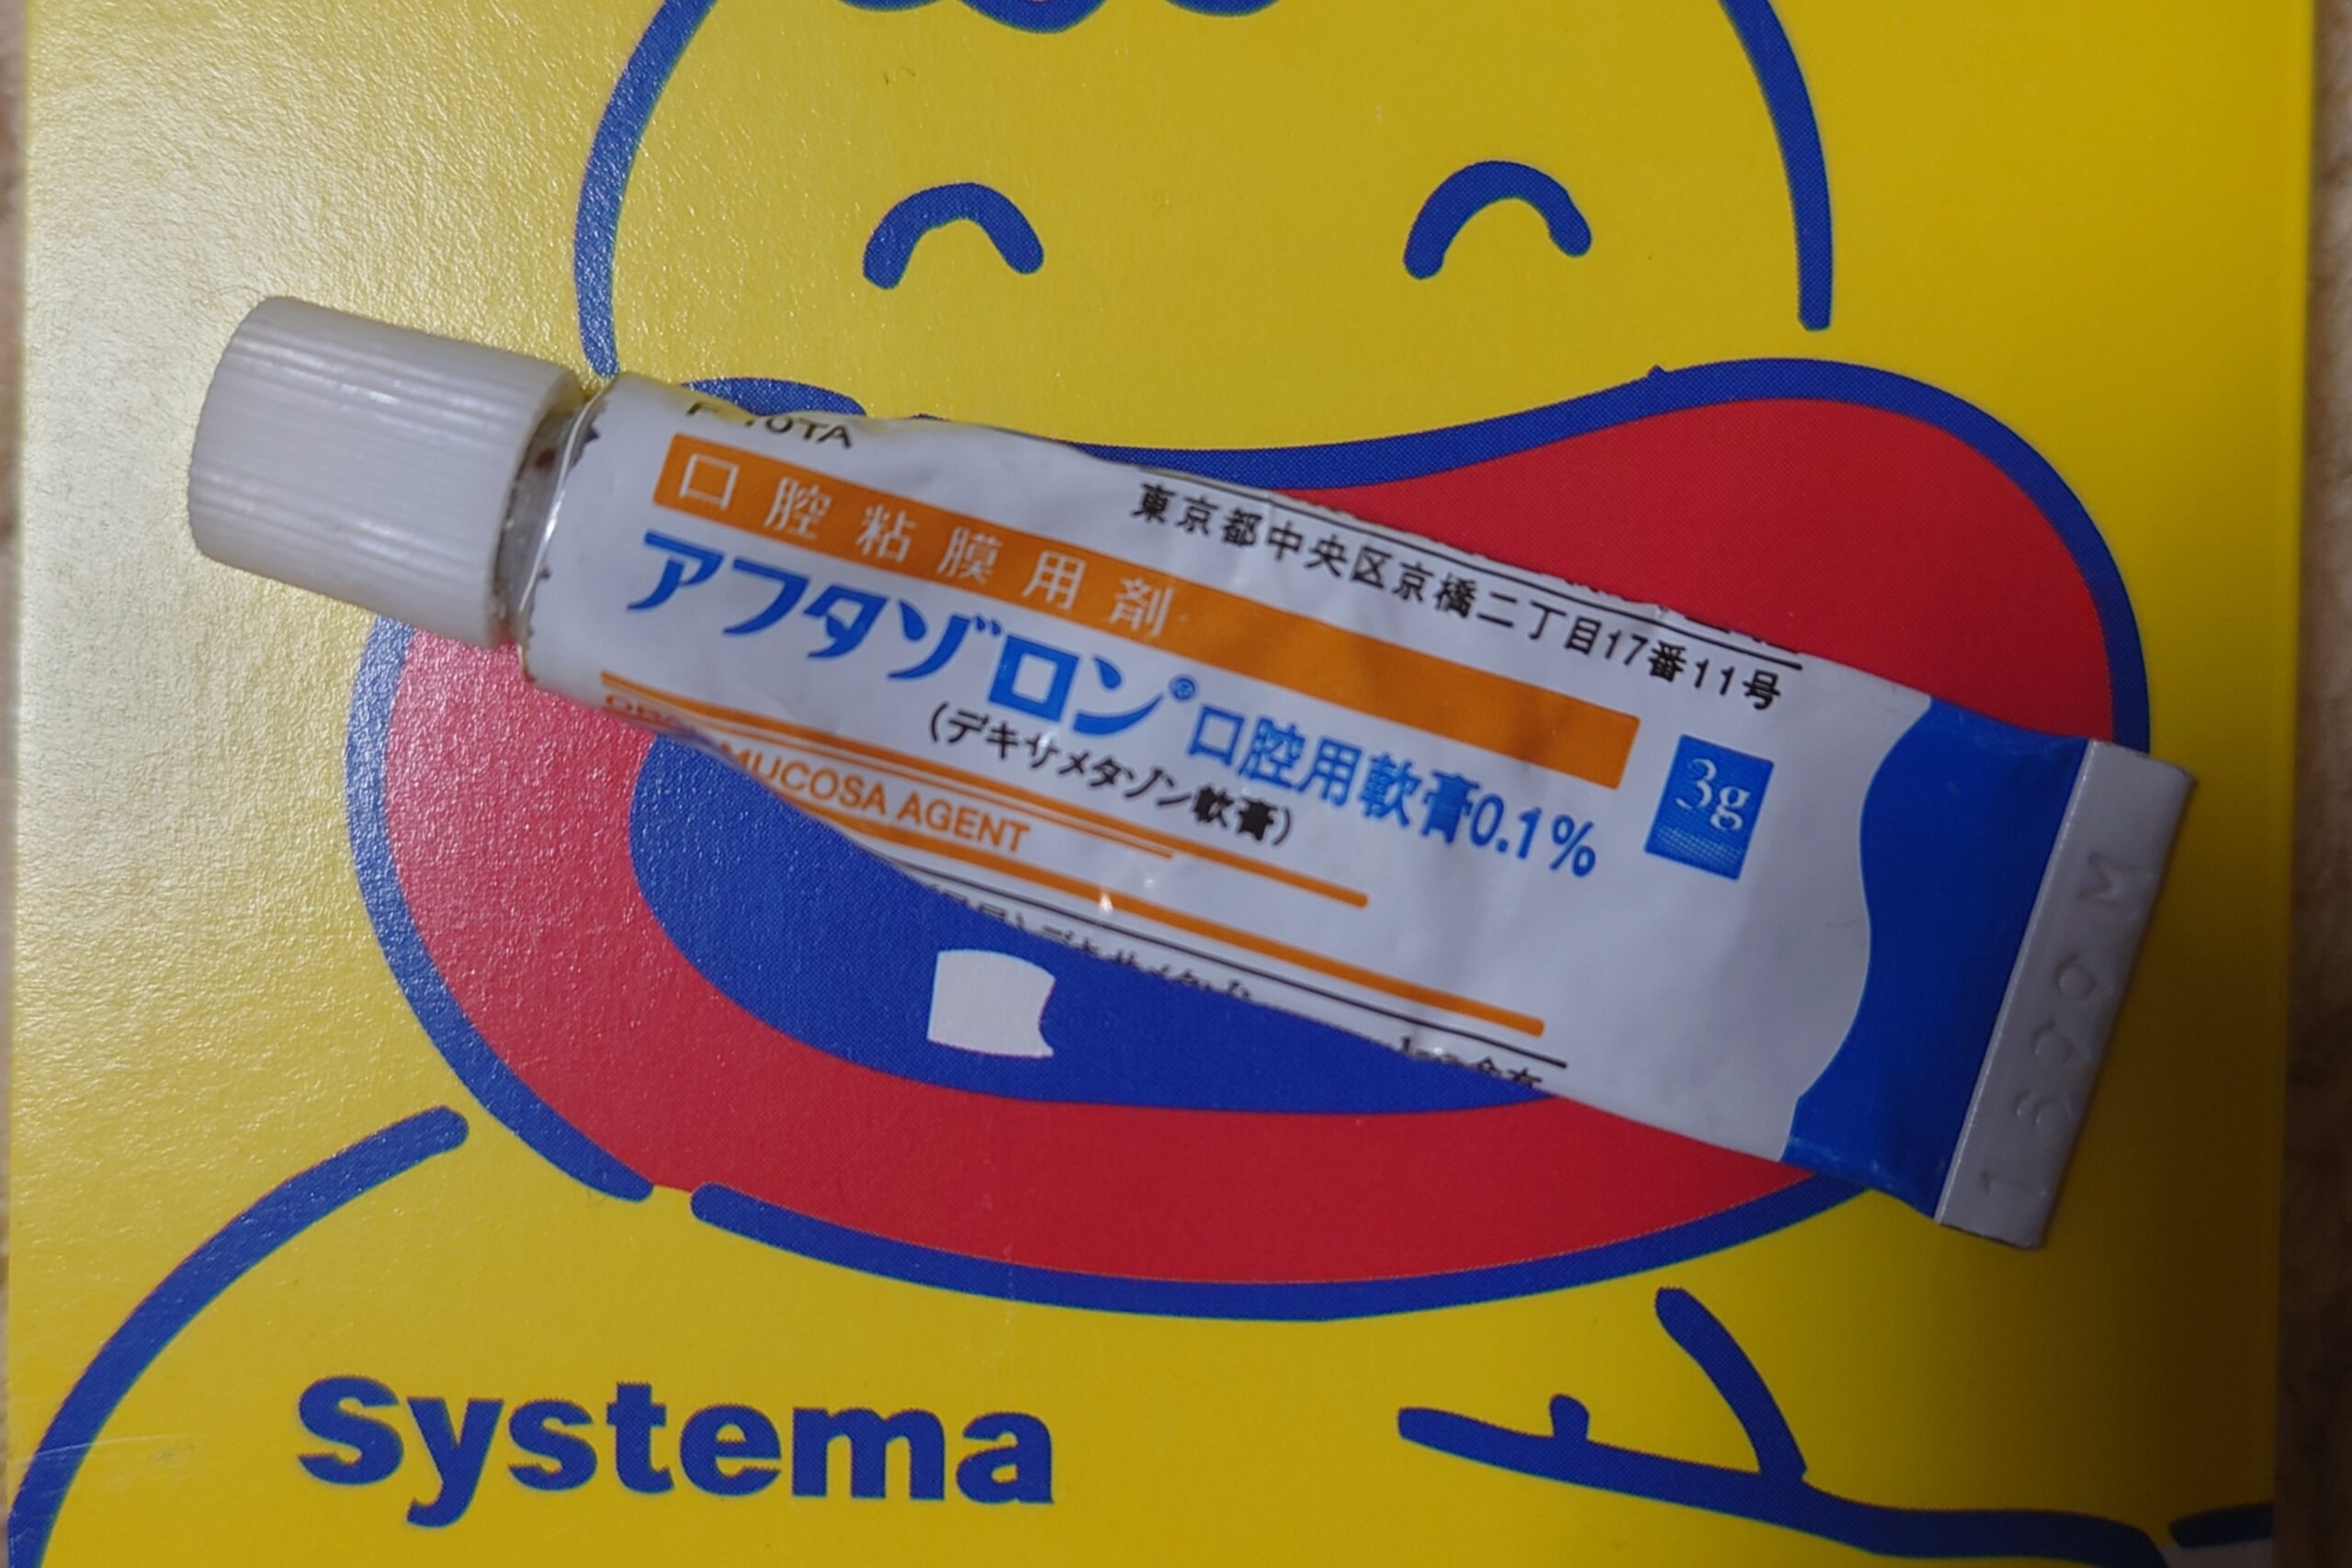 口腔粘膜用剤
東京都中央区京橋二丁目17番11号
アフタゾロン®口腔用軟膏0.1%
(デキサメタゾン軟膏)
3g
MUCOSA AGENT
Systema